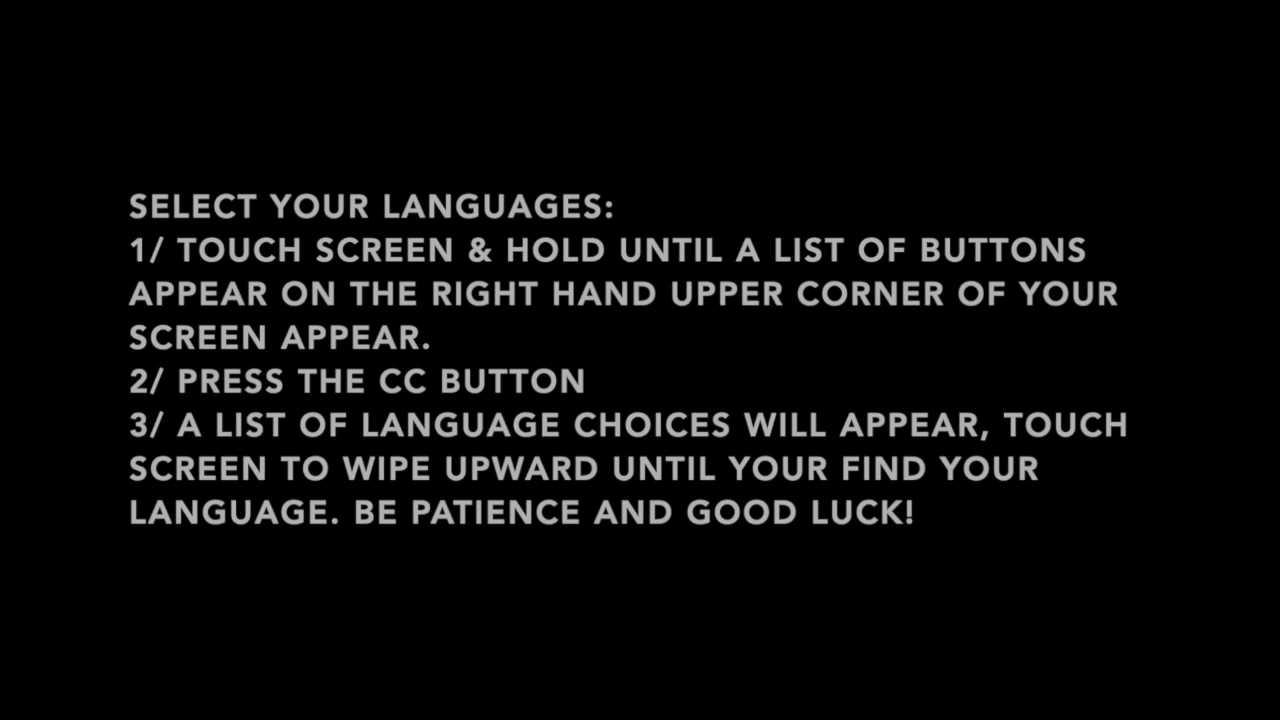 SELECT YOUR LANGUAGES:
1/ TOUCH SCREEN & HOLD UNTIL A LIST OF BUTTONS
APPEAR ON THE RIGHT HAND UPPER CORNER OF YOUR
SCREEN APPEAR.
2/ PRESS THE CC BUTTON
3/ A LIST OF LANGUAGE CHOICES WILL APPEAR, TOUCH
SCREEN TO WIPE UPWARD UNTIL YOUR FIND YOUR
LANGUAGE. BE PATIENCE AND GOOD LUCK!